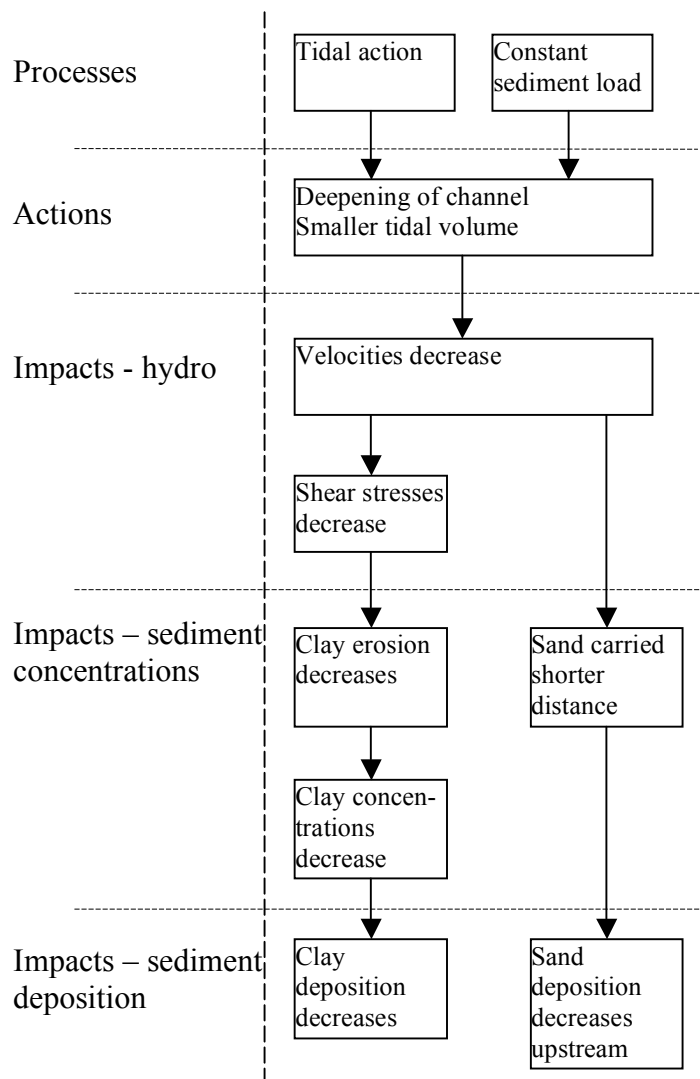 Processes
Tidal action
Constant
sediment load
Actions
Deepening of channel
Smaller tidal volume
Impacts - hydro
Velocities decrease
Shear stresses
decrease
Impacts – sediment
concentrations
Clay erosion
decreases
Sand carried
shorter
distance
Clay concen-
trations
decrease
Impacts – sediment
deposition
Clay
deposition
decreases
Sand
deposition
decreases
upstream